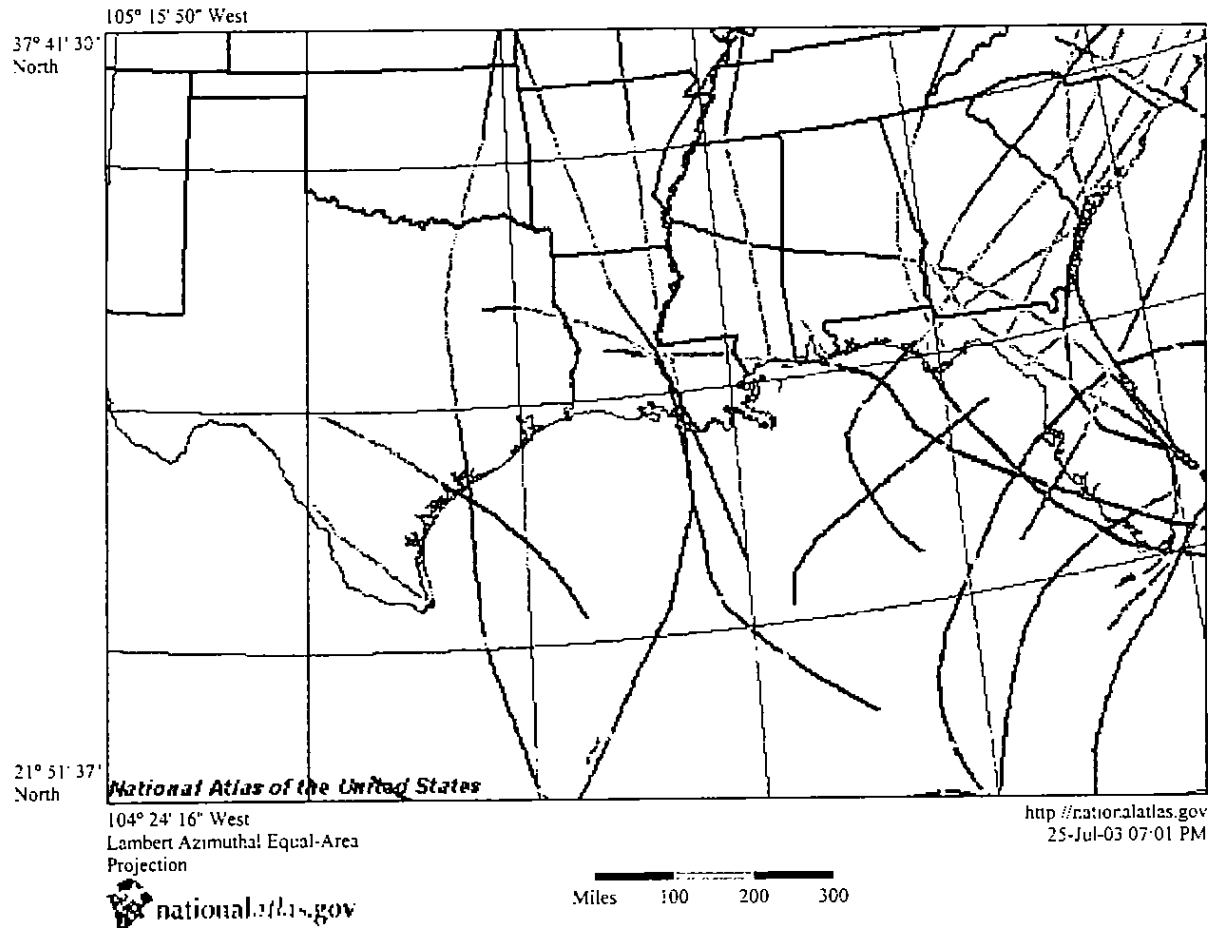 105° 15' 50" West
37° 41' 30"
North
21° 51' 37"
North
National Atlas of the United States
104° 24' 16" West
Lambert Azimuthal Equal-Area
Projection
http //nationalatlas.gov
25-Jul-03 07:01 PM
Miles 100 200 300
nationalatlas.gov